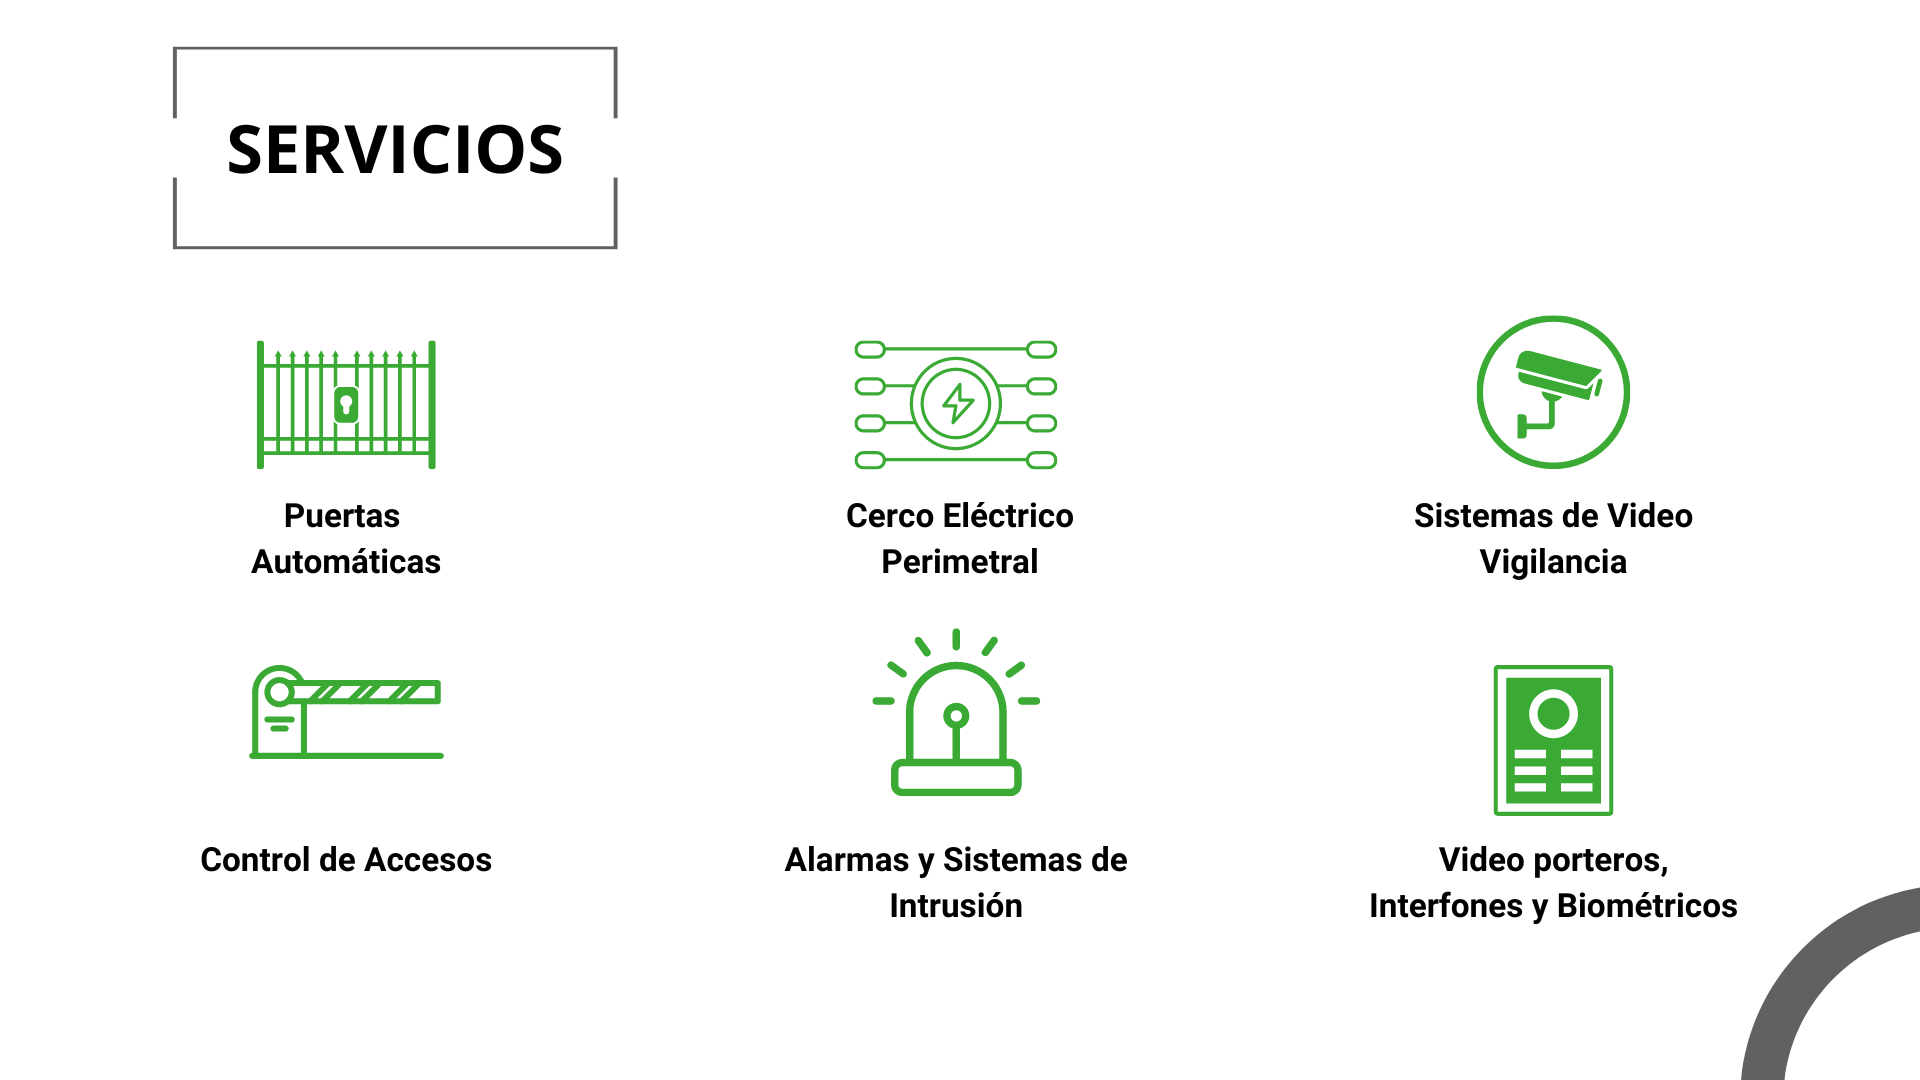 SERVICIOS
Puertas
Automáticas
Cerco Eléctrico
Perimetral
Sistemas de Video
Vigilancia
Control de Accesos
Alarmas y Sistemas de
Intrusión
Video porteros,
Interfones y Biométricos